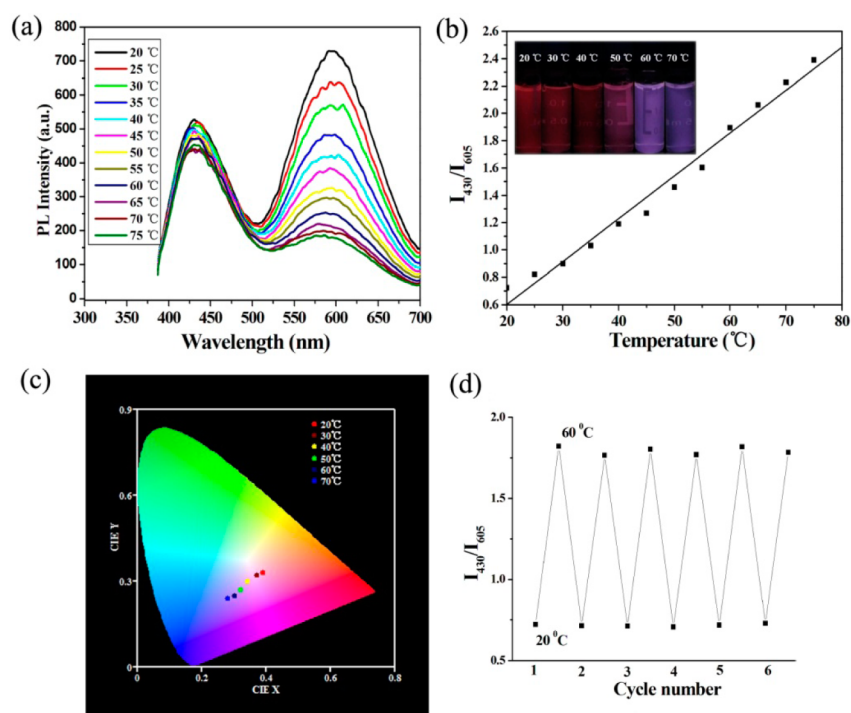 (a)
800
700
600
500
400
300
200
100
0
PL Intensity (a.u.)
20 ℃
25 ℃
30 ℃
35 ℃
40 ℃
45 ℃
50 ℃
55 ℃
60 ℃
65 ℃
70 ℃
75 ℃
300 350 400 450 500 550 600 650 700
Wavelength (nm)
(b)
2.6
2.4
2.2
2.0
1.8
1.6
1.4
1.2
1.0
0.8
0.6
I430/I605
20 ℃ 30 ℃ 40 ℃ 50 ℃ 60 ℃ 70 ℃
20 30 40 50 60 70 80
Temperature (℃)
(c)
0.9
0.6
0.3
0
CIE Y
20℃
30℃
40℃
50℃
60℃
70℃
0.2 0.4 0.6 0.8
CIE X
(d)
2.0
1.5
1.0
0.5
I430/I605
60 ⁰C
20 ⁰C
1 2 3 4 5 6
Cycle number